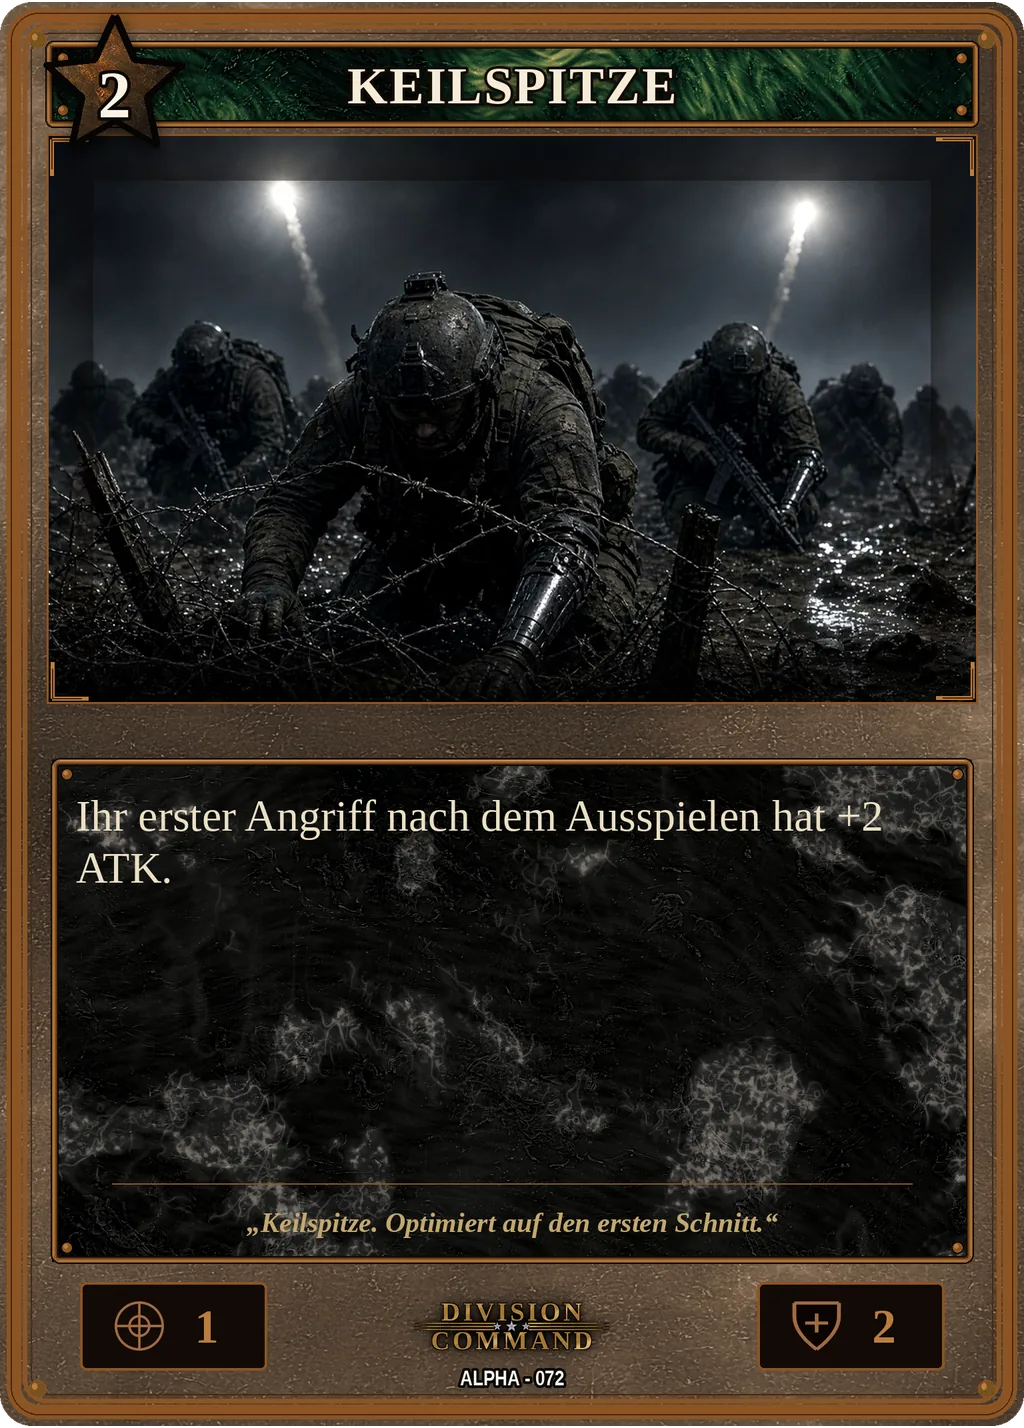 2
KEILSPITZE
Ihr erster Angriff nach dem Ausspielen hat +2
ATK.
„Keilspitze. Optimiert auf den ersten Schnitt.“
1
DIVISION
COMMAND
2
ALPHA - 072